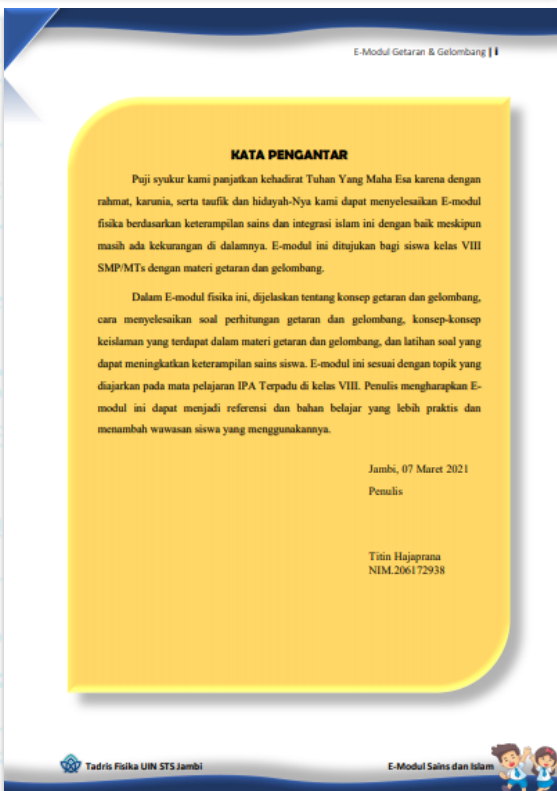 E-Modul Getaran & Gelombang | i
KATA PENGANTAR
Puji syukur kami panjatkan kehadirat Tuhan Yang Maha Esa karena dengan
rahmat, karunia, serta taufik dan hidayah-Nya kami dapat menyelesaikan E-modul
fisika berdasarkan keterampilan sains dan integrasi islam ini dengan baik meskipun
masih ada kekurangan di dalamnya. E-modul ini ditujukan bagi siswa kelas VIII
SMP/MTs dengan materi getaran dan gelombang.
Dalam E-modul fisika ini, dijelaskan tentang konsep getaran dan gelombang,
cara menyelesaikan soal perhitungan getaran dan gelombang, konsep-konsep
keislaman yang terdapat dalam materi getaran dan gelombang, dan latihan soal yang
dapat meningkatkan keterampilan sains siswa. E-modul ini sesuai dengan topik yang
diajarkan pada mata pelajaran IPA Terpadu di kelas VIII. Penulis mengharapkan E-
modul ini dapat menjadi referensi dan bahan belajar yang lebih praktis dan
menambah wawasan siswa yang menggunakannya.
Jambi, 07 Maret 2021
Penulis
Titin Hajaprana
NIM.206172938
Tadris Fisika UIN STS Jambi
E-Modul Sains dan Islam